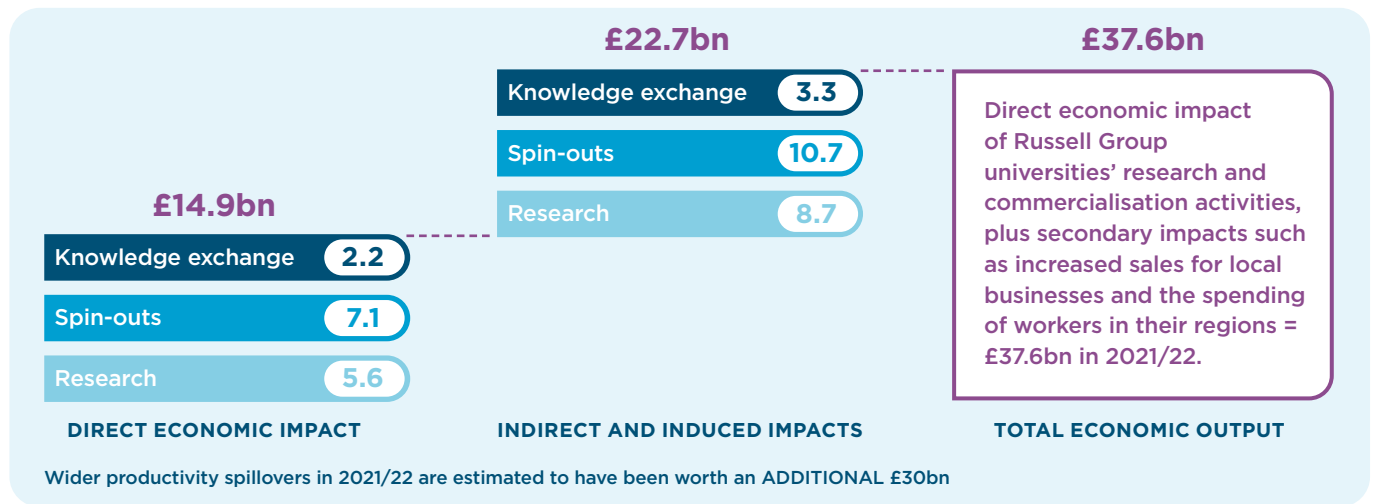 £14.9bn
Knowledge exchange 2.2
Spin-outs 7.1
Research 5.6
DIRECT ECONOMIC IMPACT
£22.7bn
Knowledge exchange 3.3
Spin-outs 10.7
Research 8.7
INDIRECT AND INDUCED IMPACTS
£37.6bn
Direct economic impact
of Russell Group
universities’ research and
commercialisation activities,
plus secondary impacts such
as increased sales for local
businesses and the spending
of workers in their regions =
£37.6bn in 2021/22.
TOTAL ECONOMIC OUTPUT
Wider productivity spillovers in 2021/22 are estimated to have been worth an ADDITIONAL £30bn